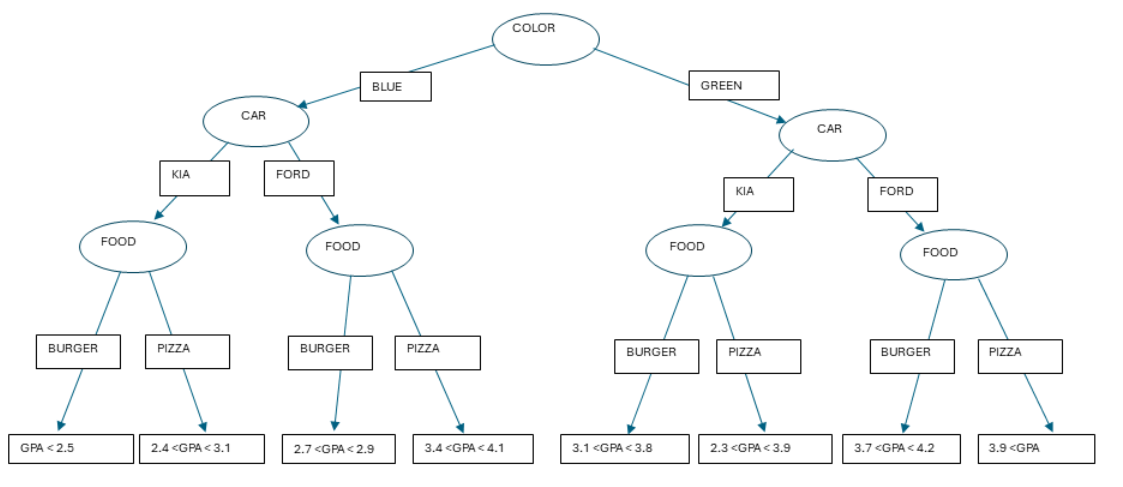 COLOR
BLUE
GREEN
CAR
CAR
KIA
FORD
KIA
FORD
FOOD
FOOD
FOOD
FOOD
BURGER
PIZZA
BURGER
PIZZA
BURGER
PIZZA
BURGER
PIZZA
GPA < 2.5
2.4 <GPA < 3.1
2.7 <GPA < 2.9
3.4 <GPA < 4.1
3.1 <GPA < 3.8
2.3 <GPA < 3.9
3.7 <GPA < 4.2
3.9 <GPA